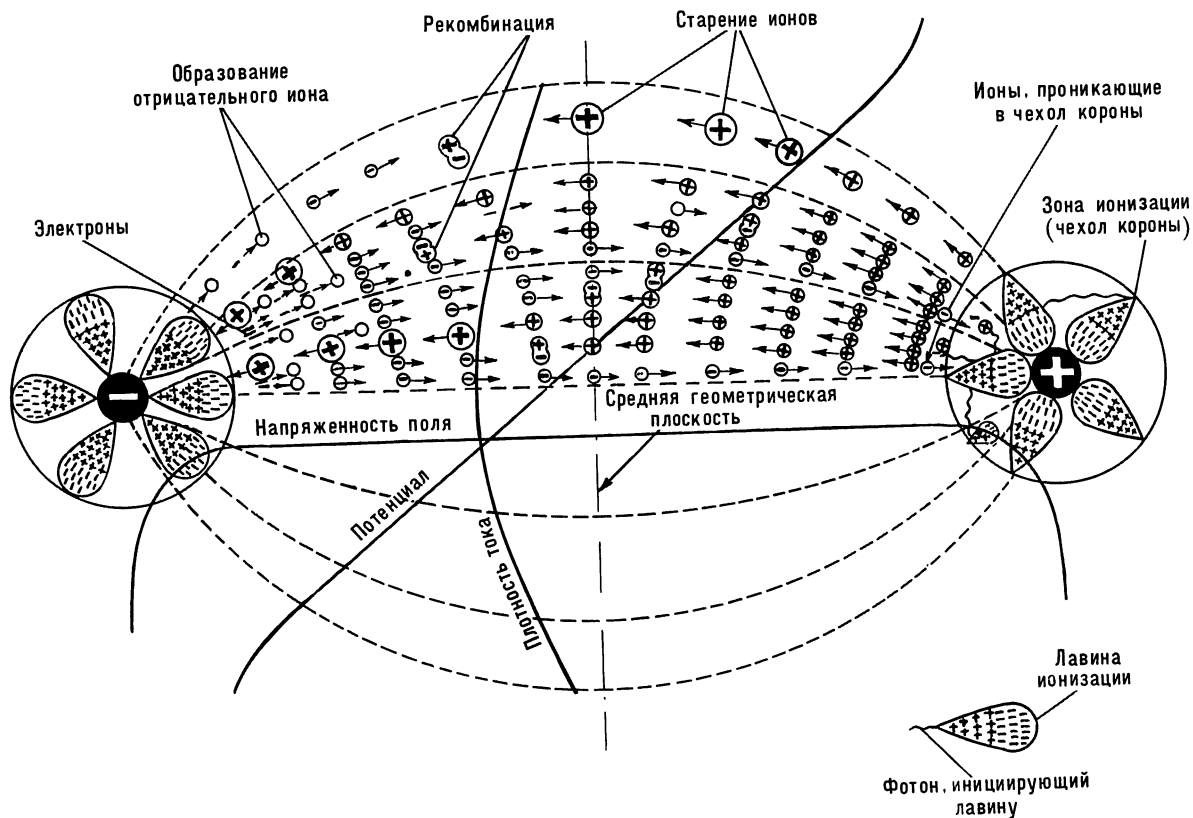 Рекомбинация
Старение ионов
Образование
отрицательного иона
Ионы, проникающие
в чехол короны
Электроны
Зона ионизации
(чехол короны)
Средняя геометрическая
плоскость
Напряженность поля
Потенциал
Плотность тока
Лавина
ионизации
Фотон, инициирующий
лавину